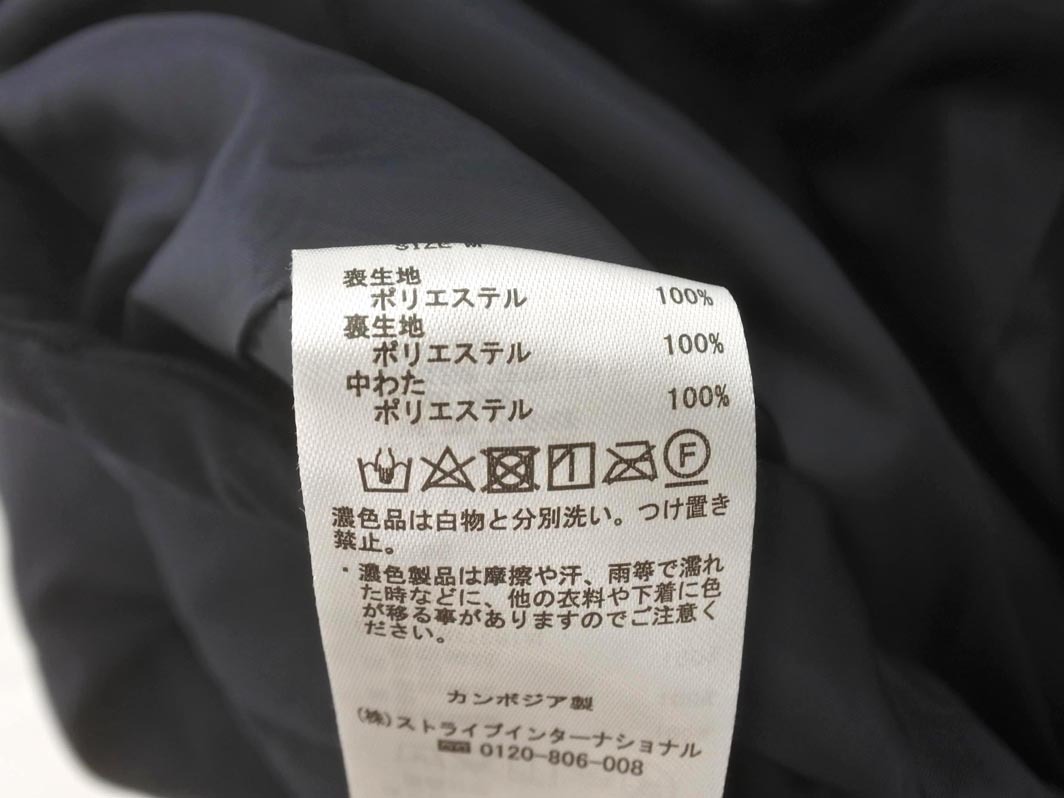 SIZE M
表生地
ポリエステル 100%
裏生地
ポリエステル 100%
中わた
ポリエステル 100%
F
濃色品は白物と分別洗い。つけ置き
禁止。
・濃色製品は摩擦や汗、雨等で濡れ
た時などに、他の衣料や下着に色
が移る事がありますのでご注意く
ださい。
カンボジア製
(株)ストライプインターナショナル
0120-806-008